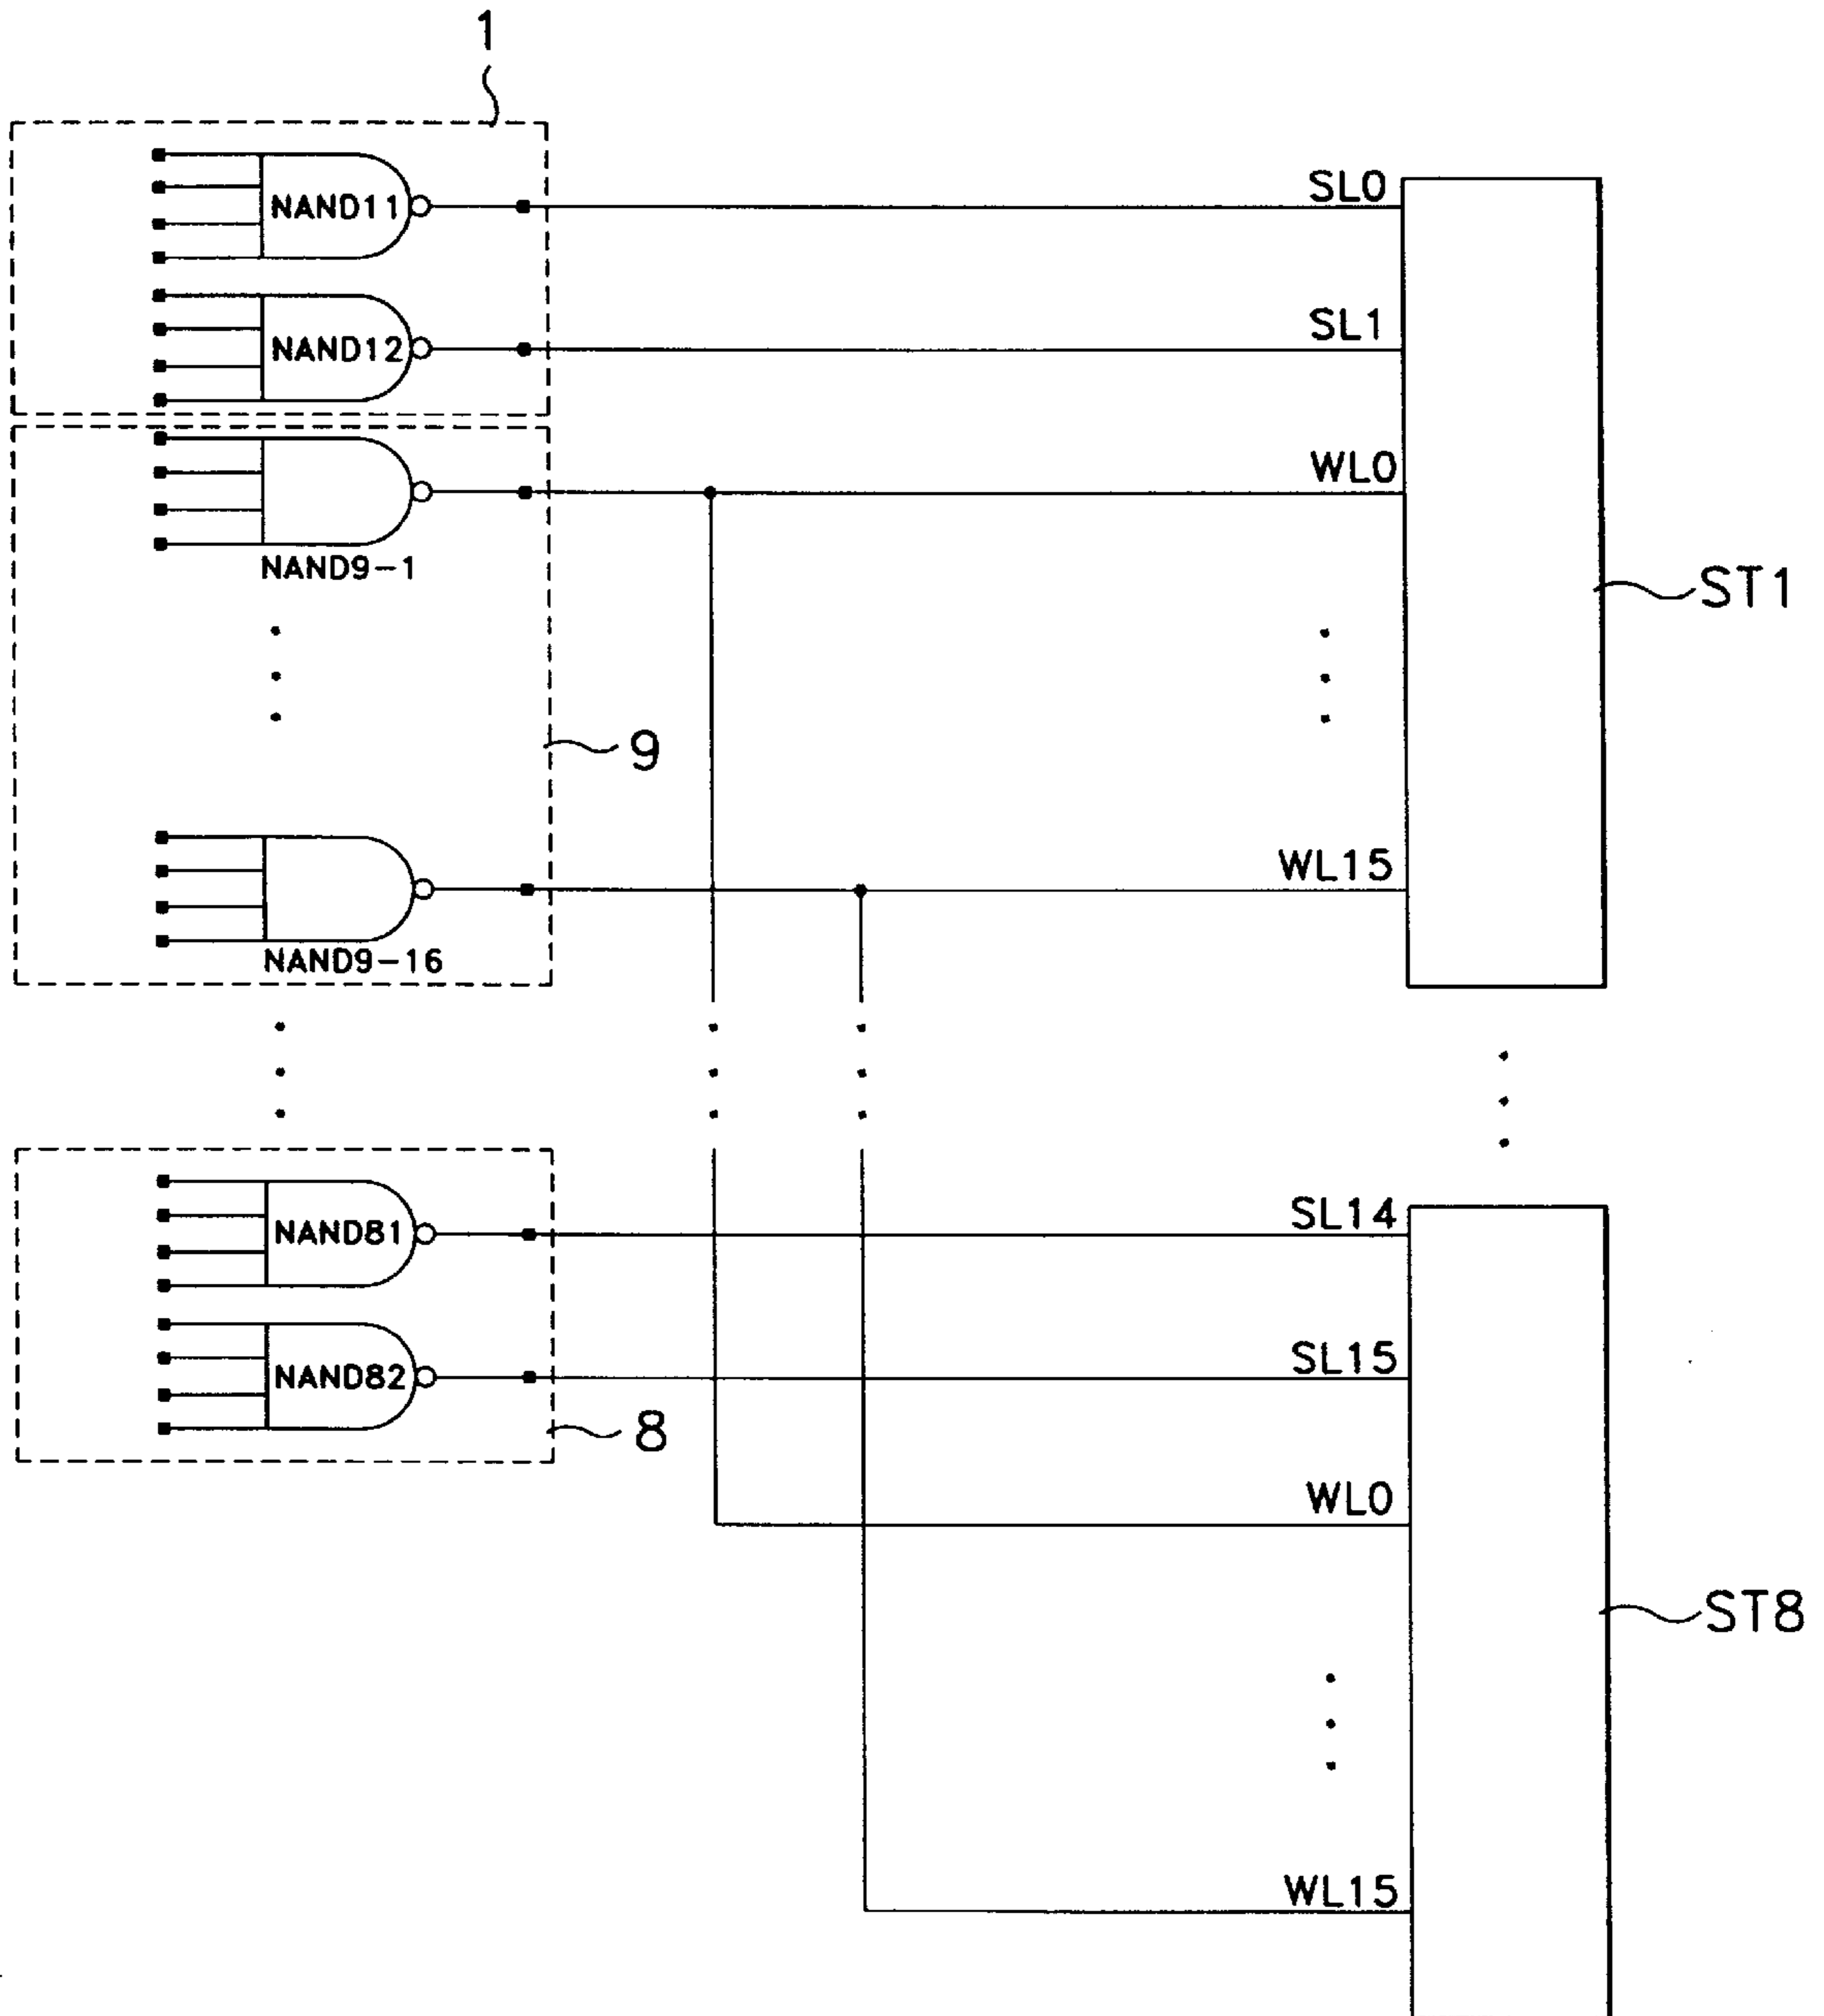 1
NAND11
SL0
NAND12
SL1
WL0
NAND9-1
ST1
9
WL15
NAND9-16
NAND81
SL14
NAND82
SL15
8
WL0
ST8
WL15